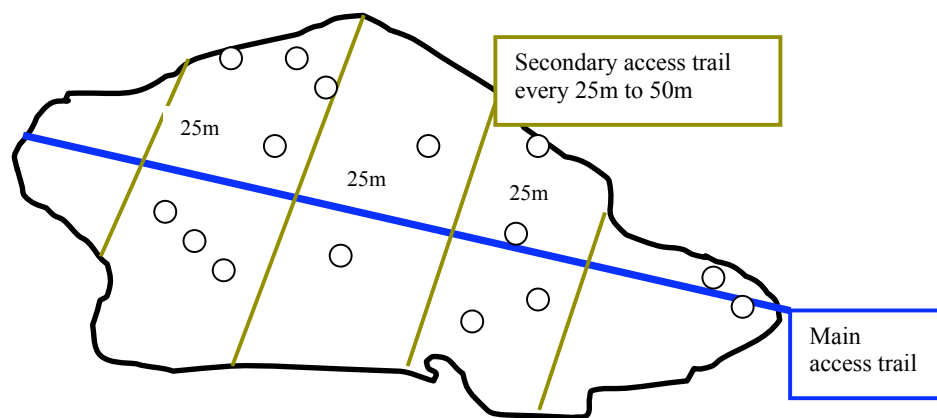 Secondary access trail
every 25m to 50m
25m
25m
25m
Main
access trail